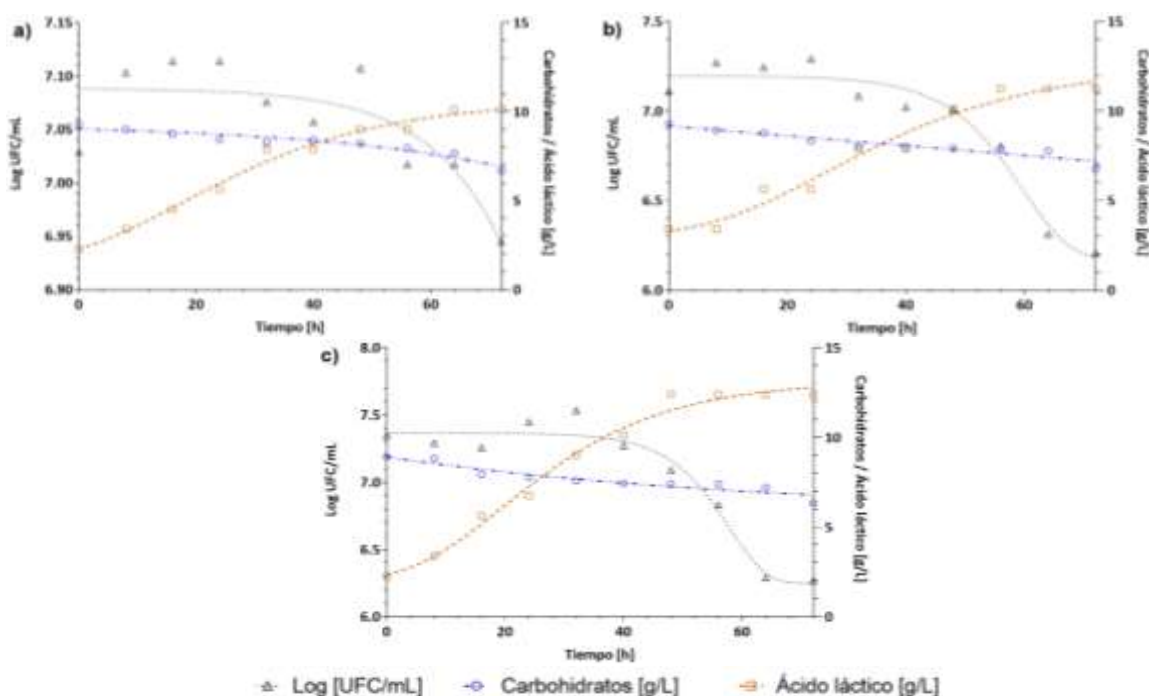 a)
7.15
7.10
7.05
7.00
6.95
6.90
Log UFC/mL
15
10
5
0
Carbohidratos / Ácido láctico [g/L]
0 20 40 60
Tiempo [h]
b)
7.5
7.0
6.5
6.0
Log UFC/mL
15
10
5
0
Carbohidratos / Ácido láctico [g/L]
0 20 40 60
Tiempo [h]
c)
8.0
7.5
7.0
6.5
6.0
Log UFC/mL
15
10
5
0
Carbohidratos / Ácido láctico [g/L]
0 20 40 60
Tiempo [h]
Log [UFC/mL] Carbohidratos [g/L] Ácido láctico [g/L]